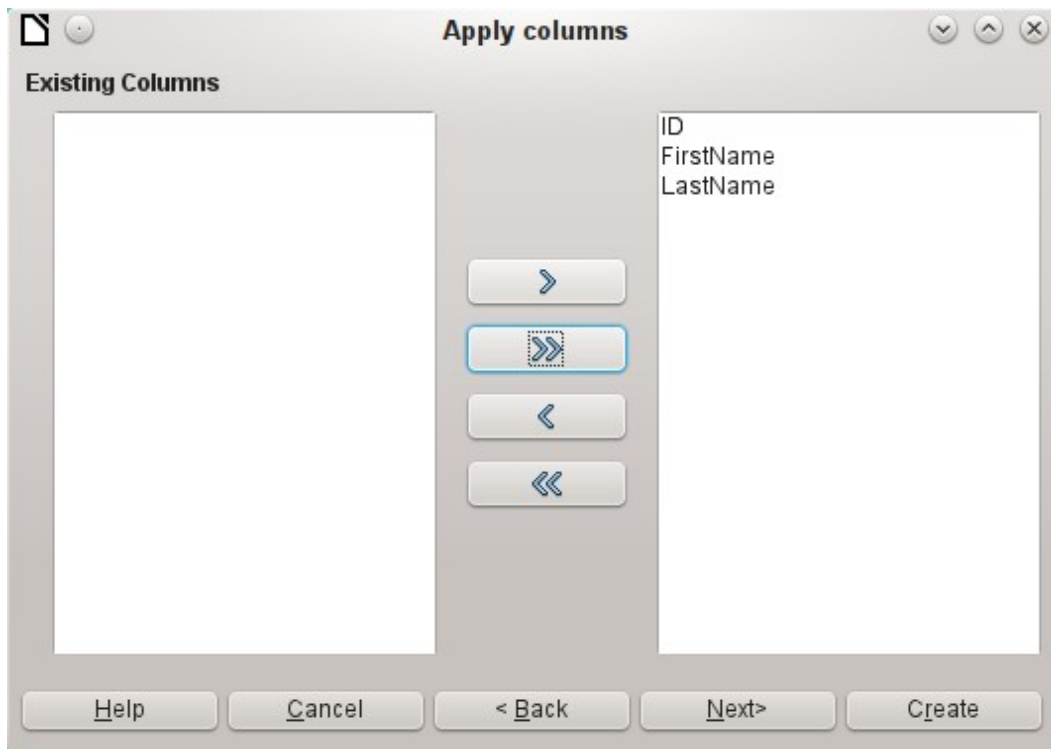 Apply columns
Existing Columns
ID
FirstName
LastName
Help
Cancel
< Back
Next>
Create